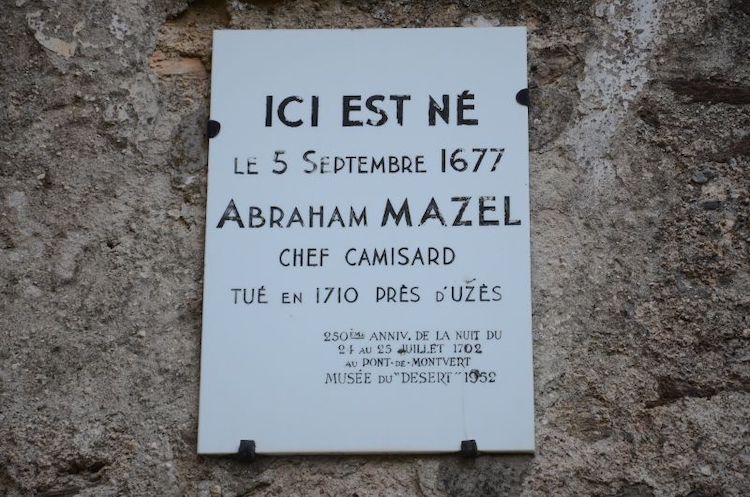 ICI EST NÉ
LE 5 SEPTEMBRE 1677
ABRAHAM MAZEL
CHEF CAMISARD
TUÉ EN 1710 PRÈS D'UZÈS
250ÈME ANNIV. DE LA NUIT DU
24 AU 25 JUILLET 1702
AU PONT-DE-MONTVERT
MUSÉE DU "DESERT" 1952